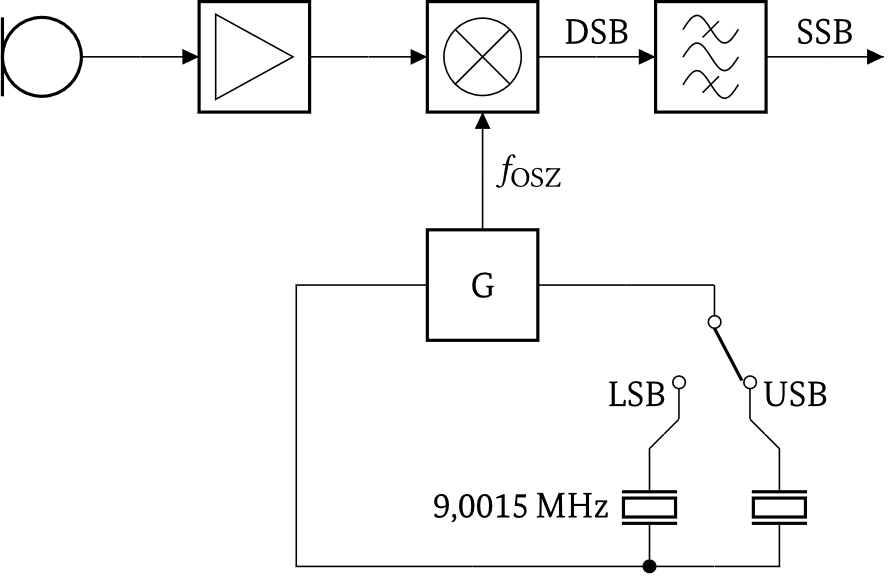 DSB
SSB
fOSZ
G
LSB
USB
9,0015 MHz